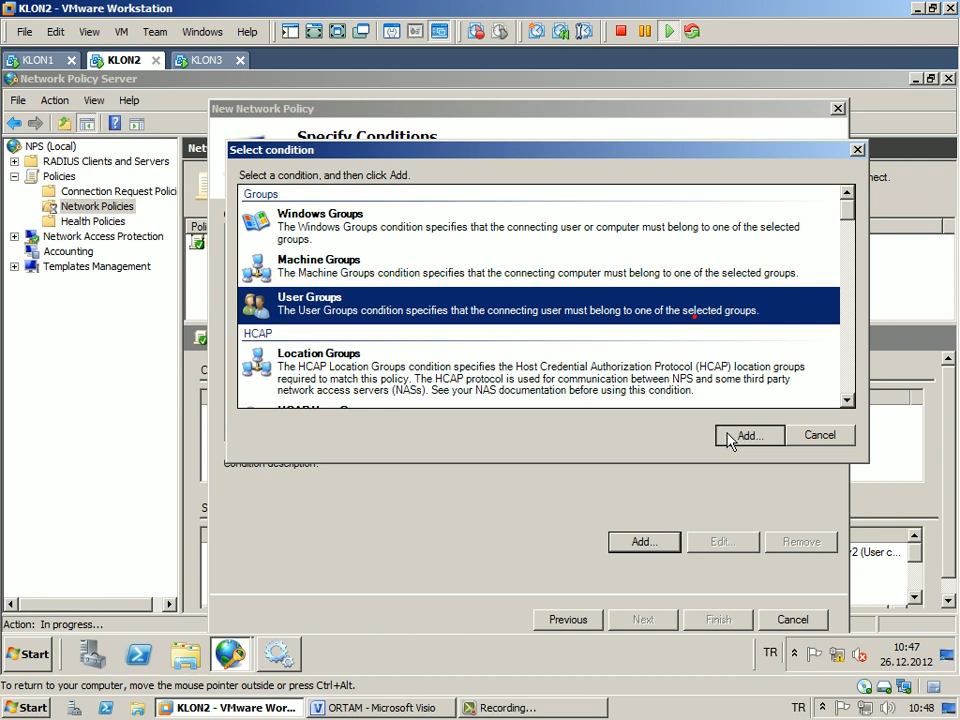 KLON2 - VMware Workstation
File Edit View VM Team Windows Help
KLON1 KLON2 KLON3
Network Policy Server
File Action View Help
New Network Policy
NPS (Local)
RADIUS Clients and Servers
Policies
Connection Request Polici
Network Policies
Health Policies
Network Access Protection
Accounting
Templates Management
Specify Conditions
Select condition
Select a condition, and then click Add.
Groups
Windows Groups
The Windows Groups condition specifies that the connecting user or computer must belong to one of the selected
groups.
Machine Groups
The Machine Groups condition specifies that the connecting computer must belong to one of the selected groups.
User Groups
The User Groups condition specifies that the connecting user must belong to one of the selected groups.
HCAP
Location Groups
The HCAP Location Groups condition specifies the Host Credential Authorization Protocol (HCAP) location groups
required to match this policy. The HCAP protocol is used for communication between NPS and some third party
network access servers (NASs). See your NAS documentation before using this condition.
Add... Cancel
Net
nect.
Poli
Condition description:
C
S
y2 (User c...
Add... Edit... Remove
Previous Next Finish Cancel
Action: In progress...
Start TR 10:47
26.12.2012
To return to your computer, move the mouse pointer outside or press Ctrl+Alt.
Start KLON2 - VMware Wor... ORTAM - Microsoft Visio Recording... TR 10:48